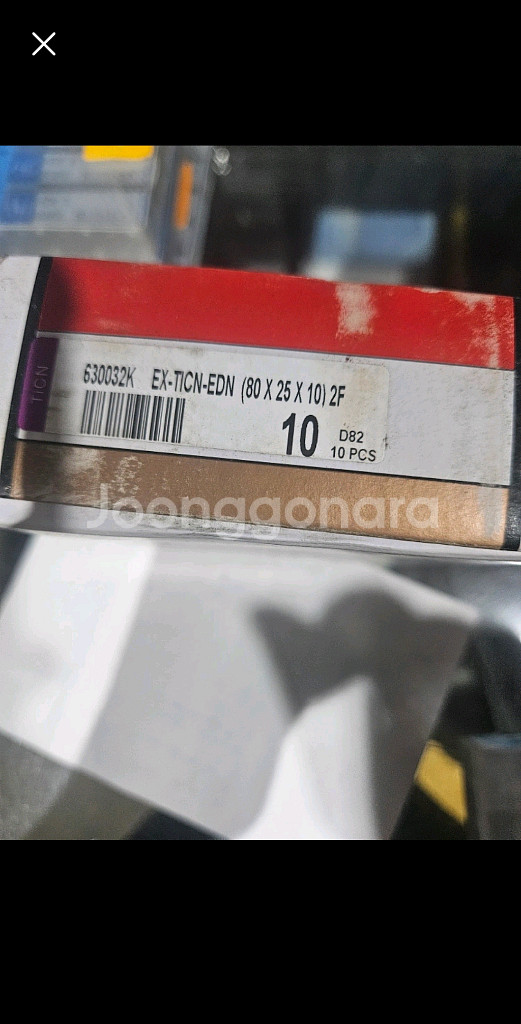 TICN
630032K EX-TICN-EDN (80 X 25 X 10) 2F
10 D82
10 PCS
Joonggonara